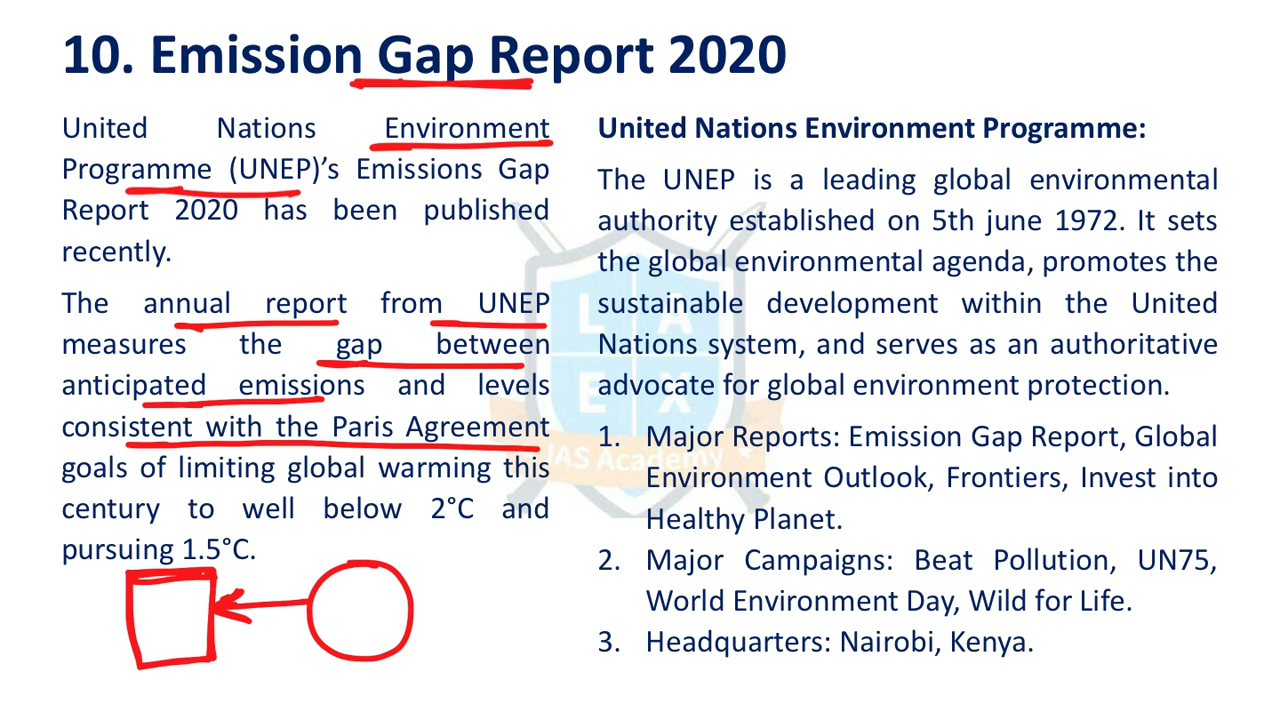 10. Emission Gap Report 2020
United Nations Environment
Programme (UNEP)’s Emissions Gap
Report 2020 has been published
recently.
The annual report from UNEP
measures the gap between
anticipated emissions and levels
consistent with the Paris Agreement
goals of limiting global warming this
century to well below 2°C and
pursuing 1.5°C.
United Nations Environment Programme:
The UNEP is a leading global environmental
authority established on 5th june 1972. It sets
the global environmental agenda, promotes the
sustainable development within the United
Nations system, and serves as an authoritative
advocate for global environment protection.
1. Major Reports: Emission Gap Report, Global
Environment Outlook, Frontiers, Invest into
Healthy Planet.
2. Major Campaigns: Beat Pollution, UN75,
World Environment Day, Wild for Life.
3. Headquarters: Nairobi, Kenya.
L A
E X
IAS Academy